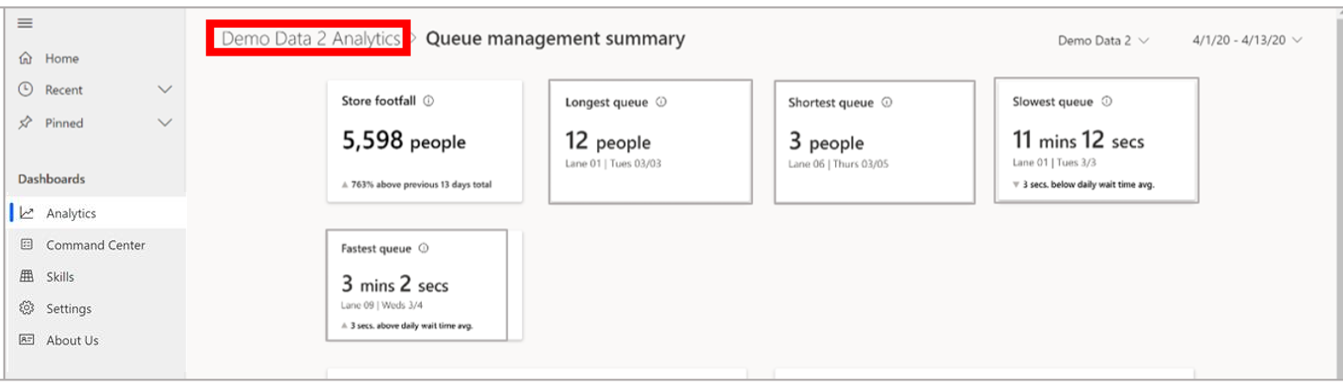 Home
Recent
Pinned
Dashboards
Analytics
Command Center
Skills
Settings
About Us
Demo Data 2 Analytics > Queue management summary
Demo Data 2
4/1/20 - 4/13/20
Store footfall
5,598 people
763% above previous 13 days total
Longest queue
12 people
Lane 01 | Tues 03/03
Shortest queue
3 people
Lane 06 | Thurs 03/05
Slowest queue
11 mins 12 secs
Lane 01 | Tues 3/3
3 secs. below daily wait time avg.
Fastest queue
3 mins 2 secs
Lane 09 | Weds 3/4
3 secs. above daily wait time avg.